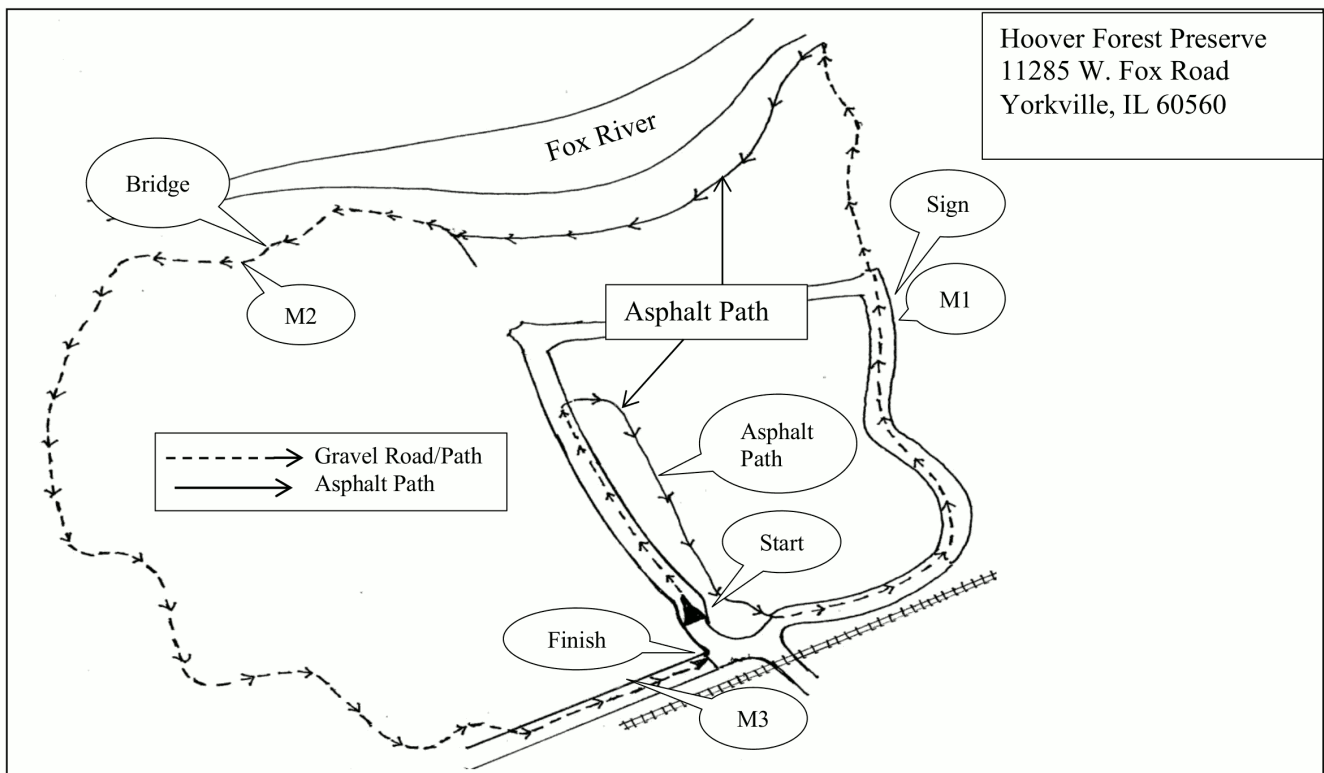 Hoover Forest Preserve
11285 W. Fox Road
Yorkville, IL 60560
Fox River
Bridge
Sign
M2
M1
Asphalt Path
Asphalt
Path
Gravel Road/Path
Asphalt Path
Start
Finish
M3